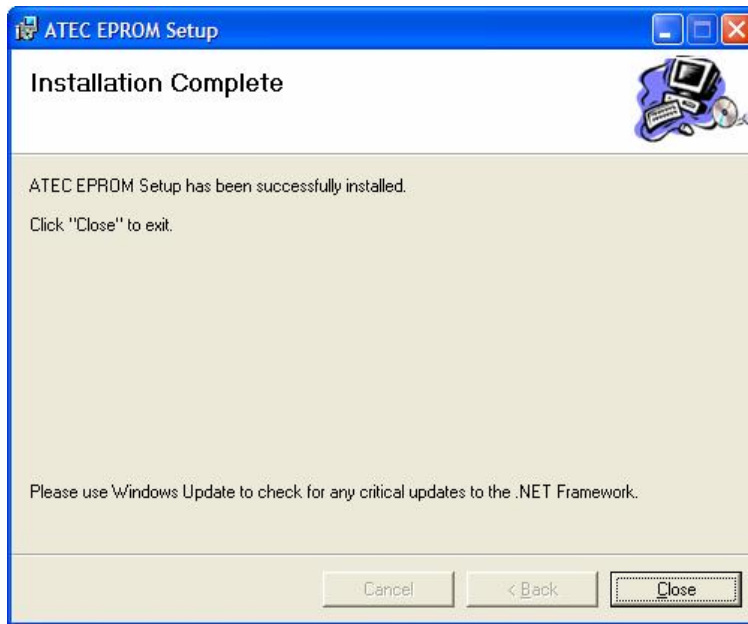 ATEC EPROM Setup
Installation Complete
ATEC EPROM Setup has been successfully installed.
Click "Close" to exit.
Please use Windows Update to check for any critical updates to the .NET Framework.
Cancel
< Back
Close